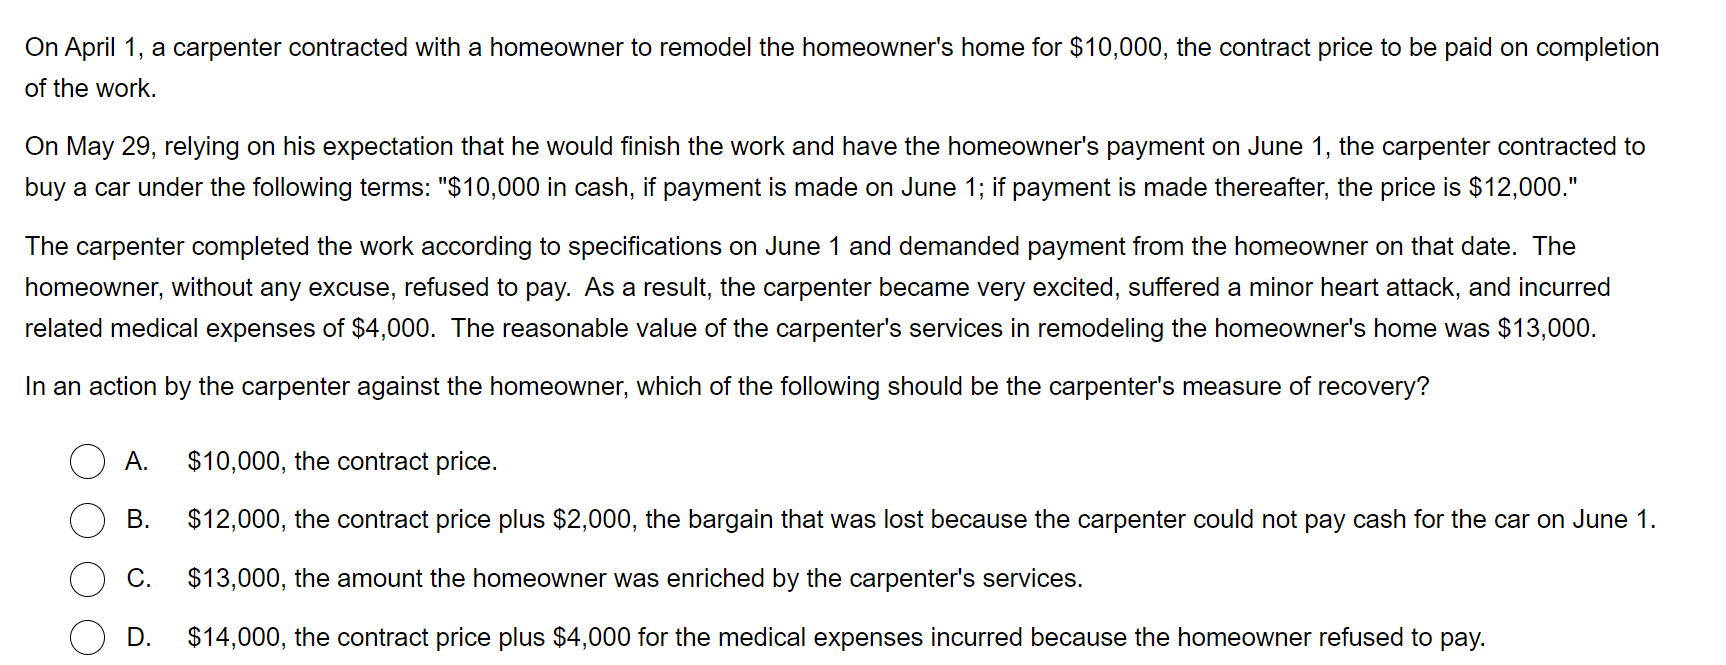 On April 1, a carpenter contracted with a homeowner to remodel the homeowner's home for $10,000, the contract price to be paid on completion
of the work.
On May 29, relying on his expectation that he would finish the work and have the homeowner's payment on June 1, the carpenter contracted to
buy a car under the following terms: "$10,000 in cash, if payment is made on June 1; if payment is made thereafter, the price is $12,000."
The carpenter completed the work according to specifications on June 1 and demanded payment from the homeowner on that date.  The
homeowner, without any excuse, refused to pay.  As a result, the carpenter became very excited, suffered a minor heart attack, and incurred
related medical expenses of $4,000.  The reasonable value of the carpenter's services in remodeling the homeowner's home was $13,000.
In an action by the carpenter against the homeowner, which of the following should be the carpenter's measure of recovery?
A. $10,000, the contract price.
B. $12,000, the contract price plus $2,000, the bargain that was lost because the carpenter could not pay cash for the car on June 1.
C. $13,000, the amount the homeowner was enriched by the carpenter's services.
D. $14,000, the contract price plus $4,000 for the medical expenses incurred because the homeowner refused to pay.